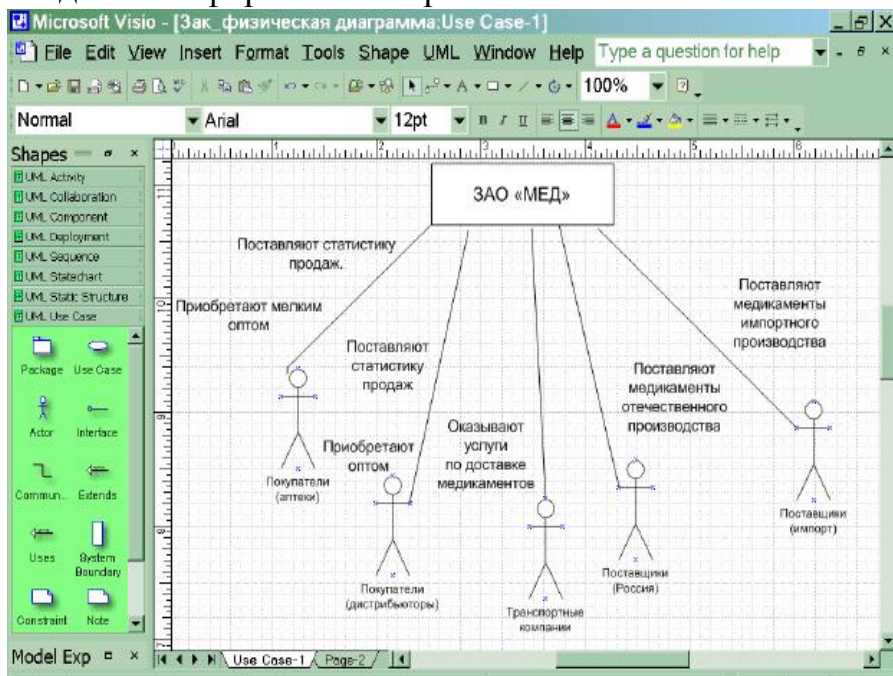 Microsoft Visio - [Зак_физическая диаграмма:Use Case-1]
File Edit View Insert Format Tools Shape UML Window Help Type a question for help
100%
Normal Arial 12pt
Shapes
UML Activity
UML Collaboration
UML Component
UML Deployment
UML Sequence
UML Statechart
UML Static Structure
UML Use Case
Package Use Case
Actor Interface
Commun... Extends
Uses System
Boundary
Constraint Note
ЗАО «МЕД»
Поставляют статистику
продаж.
Приобретают мелким
оптом
Поставляют
статистику
продаж
Приобретают
оптом
Оказывают
услуги
по доставке
медикаментов
Поставляют
медикаменты
отечественного
производства
Поставляют
медикаменты
импортного
производства
Покупатели
(аптеки)
Покупатели
(дистрибьюторы)
Транспортные
компании
Поставщики
(Россия)
Поставщики
(импорт)
Model Exp
Use Case-1 Page-2